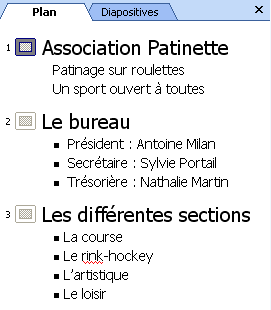 Plan Diapositives
1 Association Patinette
Patinage sur roulettes
Un sport ouvert à toutes
2 Le bureau
▪ Président : Antoine Milan
▪ Secrétaire : Sylvie Portail
▪ Trésorière : Nathalie Martin
3 Les différentes sections
▪ La course
▪ Le rink-hockey
▪ L'artistique
▪ Le loisir